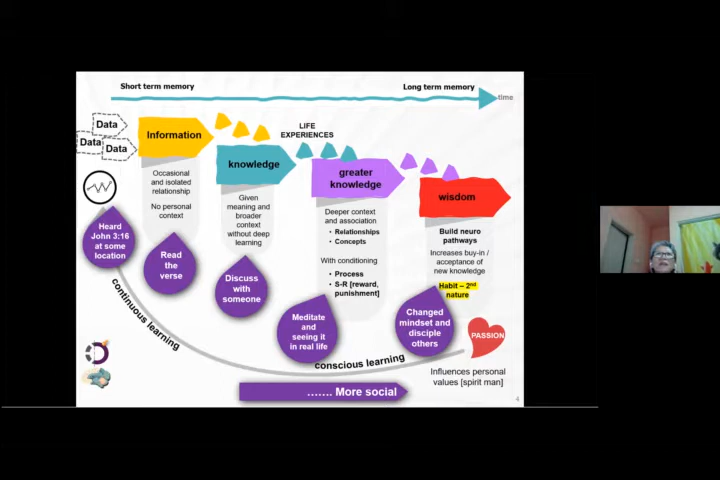 Short term memory
Long term memory
time
Data
Data
Data
Information
knowledge
LIFE
EXPERIENCES
greater
knowledge
wisdom
Occasional
and isolated
relationship
No personal
context
Given
meaning and
broader
context
without deep
learning
Deeper context
and association
• Relationships
• Concepts
With conditioning
• Process
• S-R [reward,
punishment]
Build neuro
pathways
Increases buy-in /
acceptance of
new knowledge
Habit – 2nd
nature
Heard
John 3:16
at some
location
Read
the
verse
Discuss
with
someone
Meditate
and
seeing it
in real life
Changed
mindset and
disciple
others
PASSION
continuous learning
conscious learning
Influences personal
values [spirit man]
....... More social
4